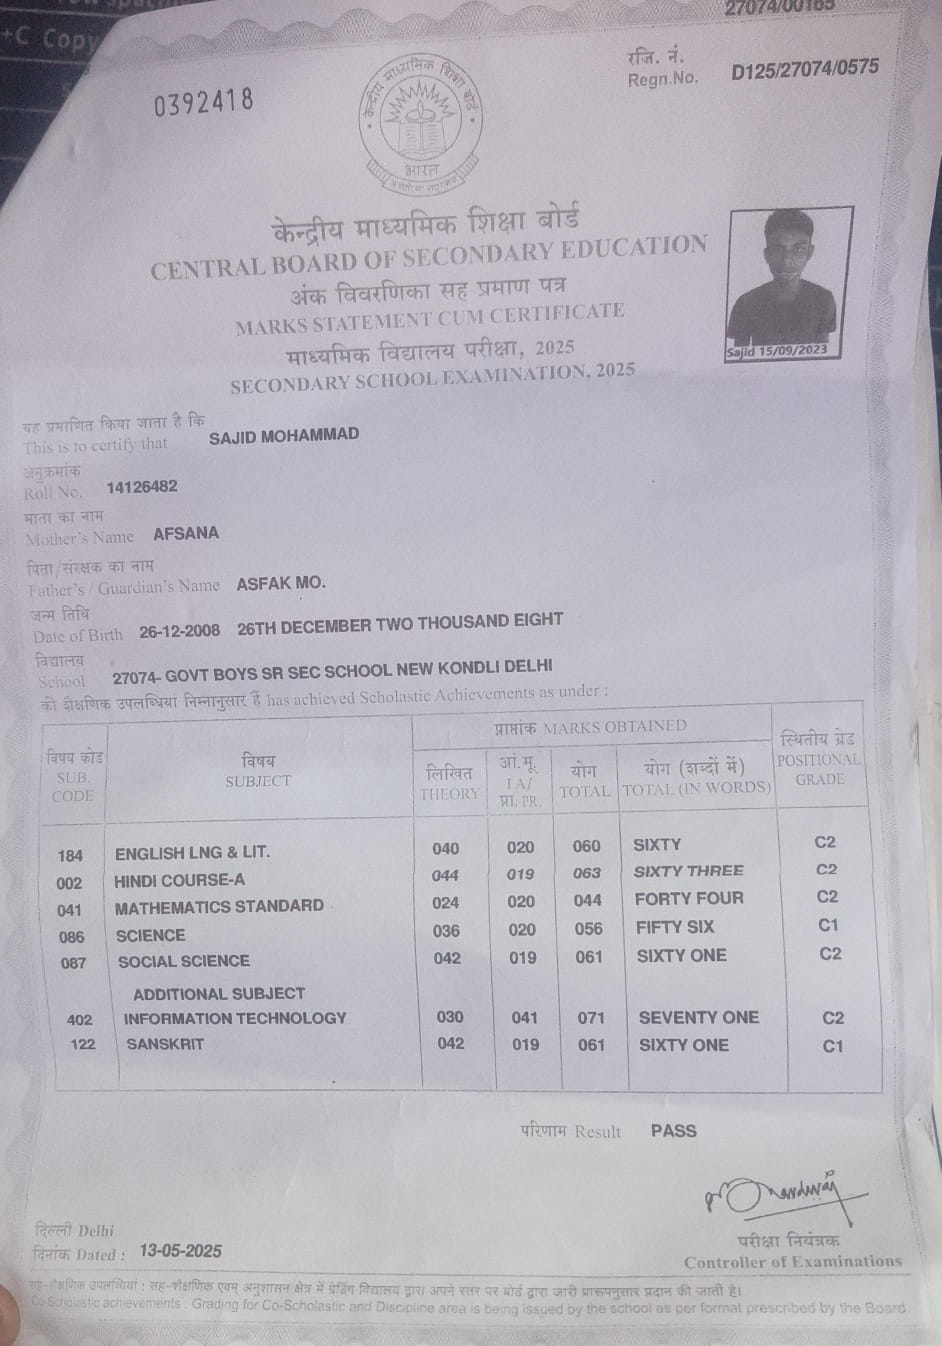 +C Copy
27074/00165
0392418
रजि. नं.
Regn.No. D125/27074/0575
केन्द्रीय माध्यमिक शिक्षा बोर्ड
भारत
केन्द्रीय माध्यमिक शिक्षा बोर्ड
CENTRAL BOARD OF SECONDARY EDUCATION
अंक विवरणिका सह प्रमाण पत्र
MARKS STATEMENT CUM CERTIFICATE
माध्यमिक विद्यालय परीक्षा, 2025
SECONDARY SCHOOL EXAMINATION, 2025
Sajid 15/09/2023
यह प्रमाणित किया जाता है कि
This is to certify that SAJID MOHAMMAD
अनुक्रमांक
Roll No. 14126482
माता का नाम
Mother's Name AFSANA
पिता/संरक्षक का नाम
Father's / Guardian's Name ASFAK MO.
जन्म तिथि
Date of Birth 26-12-2008 26TH DECEMBER TWO THOUSAND EIGHT
विद्यालय
School 27074- GOVT BOYS SR SEC SCHOOL NEW KONDLI DELHI
की शैक्षणिक उपलब्धियां निम्नानुसार हैं has achieved Scholastic Achievements as under :
विषय कोड SUB. CODE
विषय SUBJECT
प्राप्तांक MARKS OBTAINED
लिखित THEORY
आं.मू. IA/ प्रा. PR.
योग TOTAL
योग (शब्दों में) TOTAL (IN WORDS)
स्थितीय ग्रेड POSITIONAL GRADE
184 ENGLISH LNG & LIT. 040 020 060 SIXTY C2
002 HINDI COURSE-A 044 019 063 SIXTY THREE C2
041 MATHEMATICS STANDARD 024 020 044 FORTY FOUR C2
086 SCIENCE 036 020 056 FIFTY SIX C1
087 SOCIAL SCIENCE 042 019 061 SIXTY ONE C2
ADDITIONAL SUBJECT
402 INFORMATION TECHNOLOGY 030 041 071 SEVENTY ONE C2
122 SANSKRIT 042 019 061 SIXTY ONE C1
परिणाम Result PASS
दिल्ली Delhi
दिनांक Dated : 13-05-2025
परीक्षा नियंत्रक
Controller of Examinations
सह-शैक्षणिक उपलब्धियां : सह-शैक्षणिक एवम् अनुशासन क्षेत्र में ग्रेडिंग विद्यालय द्वारा अपने स्तर पर बोर्ड द्वारा जारी प्रारूपनुसार प्रदान की जाती है।
Co-Scholastic achievements : Grading for Co-Scholastic and Discipline area is being issued by the school as per format prescribed by the Board.